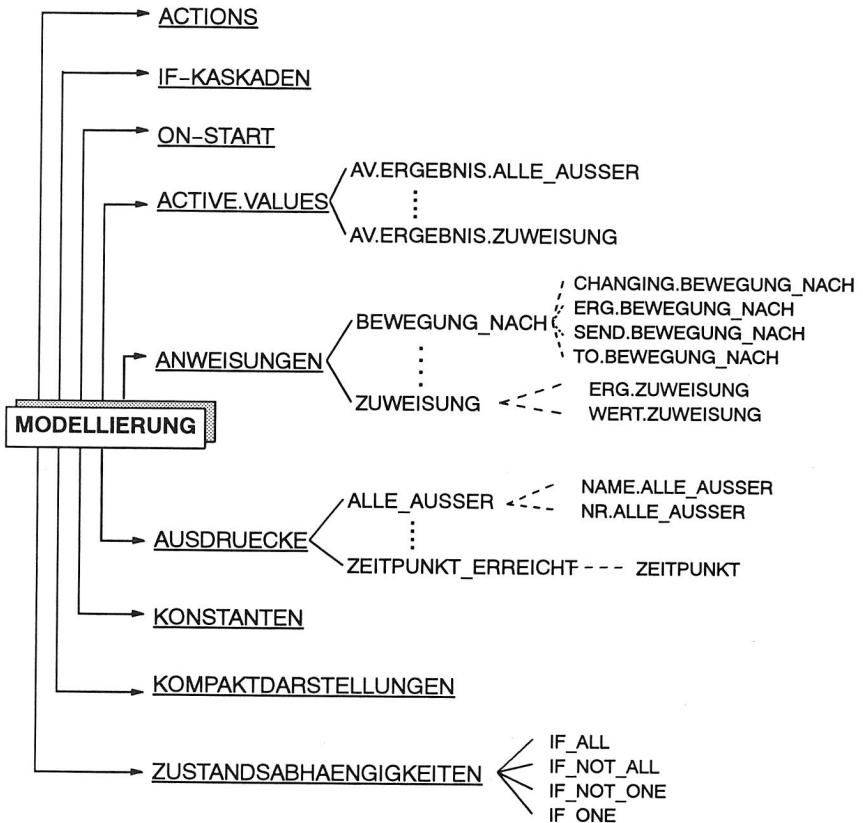 ACTIONS
IF-KASKADEN
ON-START
AV.ERGEBNIS.ALLE_AUSSER
ACTIVE.VALUES
AV.ERGEBNIS.ZUWEISUNG
CHANGING.BEWEGUNG_NACH
ERG.BEWEGUNG_NACH
BEWEGUNG_NACH
SEND.BEWEGUNG_NACH
TO.BEWEGUNG_NACH
ANWEISUNGEN
ERG.ZUWEISUNG
ZUWEISUNG
WERT.ZUWEISUNG
MODELLIERUNG
NAME.ALLE_AUSSER
ALLE_AUSSER
NR.ALLE_AUSSER
AUSDRUECKE
ZEITPUNKT_ERREICHT
ZEITPUNKT
KONSTANTEN
KOMPAKTDARSTELLUNGEN
IF_ALL
IF_NOT_ALL
ZUSTANDSABHAENGIGKEITEN
IF_NOT_ONE
IF_ONE